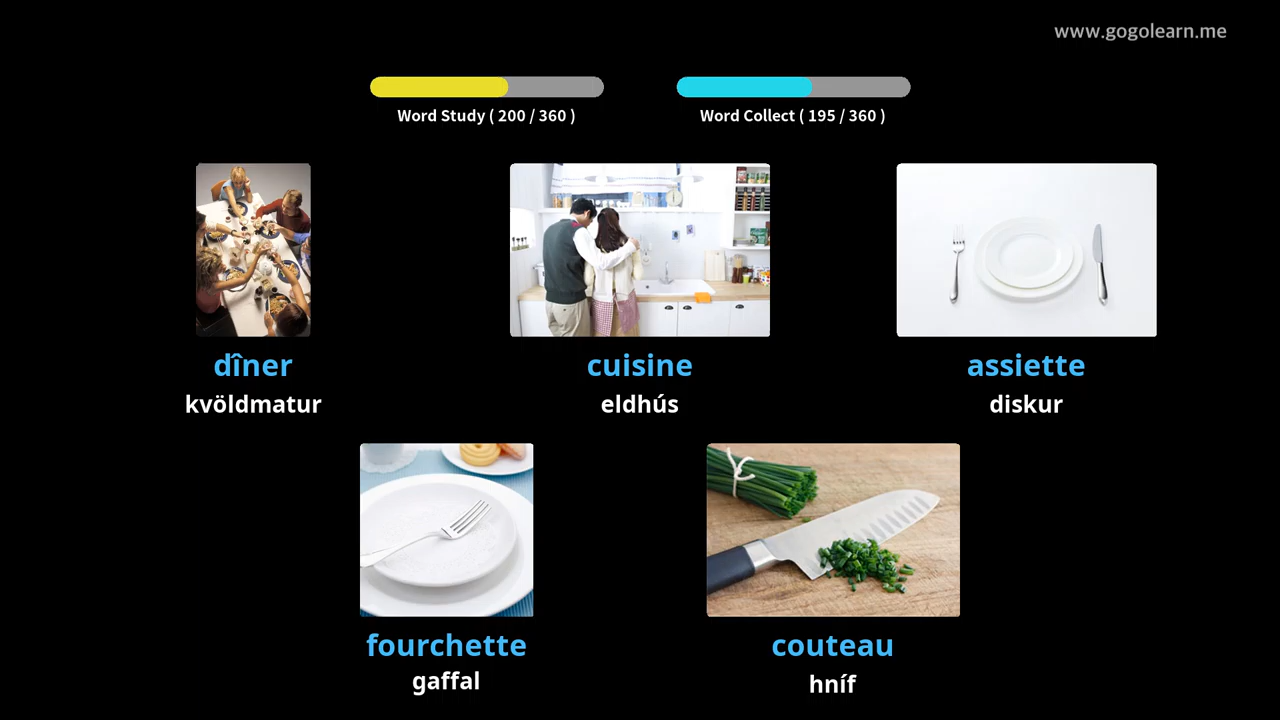 www.gogolearn.me
Word Study ( 200 / 360 )
Word Collect ( 195 / 360 )
dîner
kvöldmatur
cuisine
eldhús
assiette
diskur
fourchette
gaffal
couteau
hníf